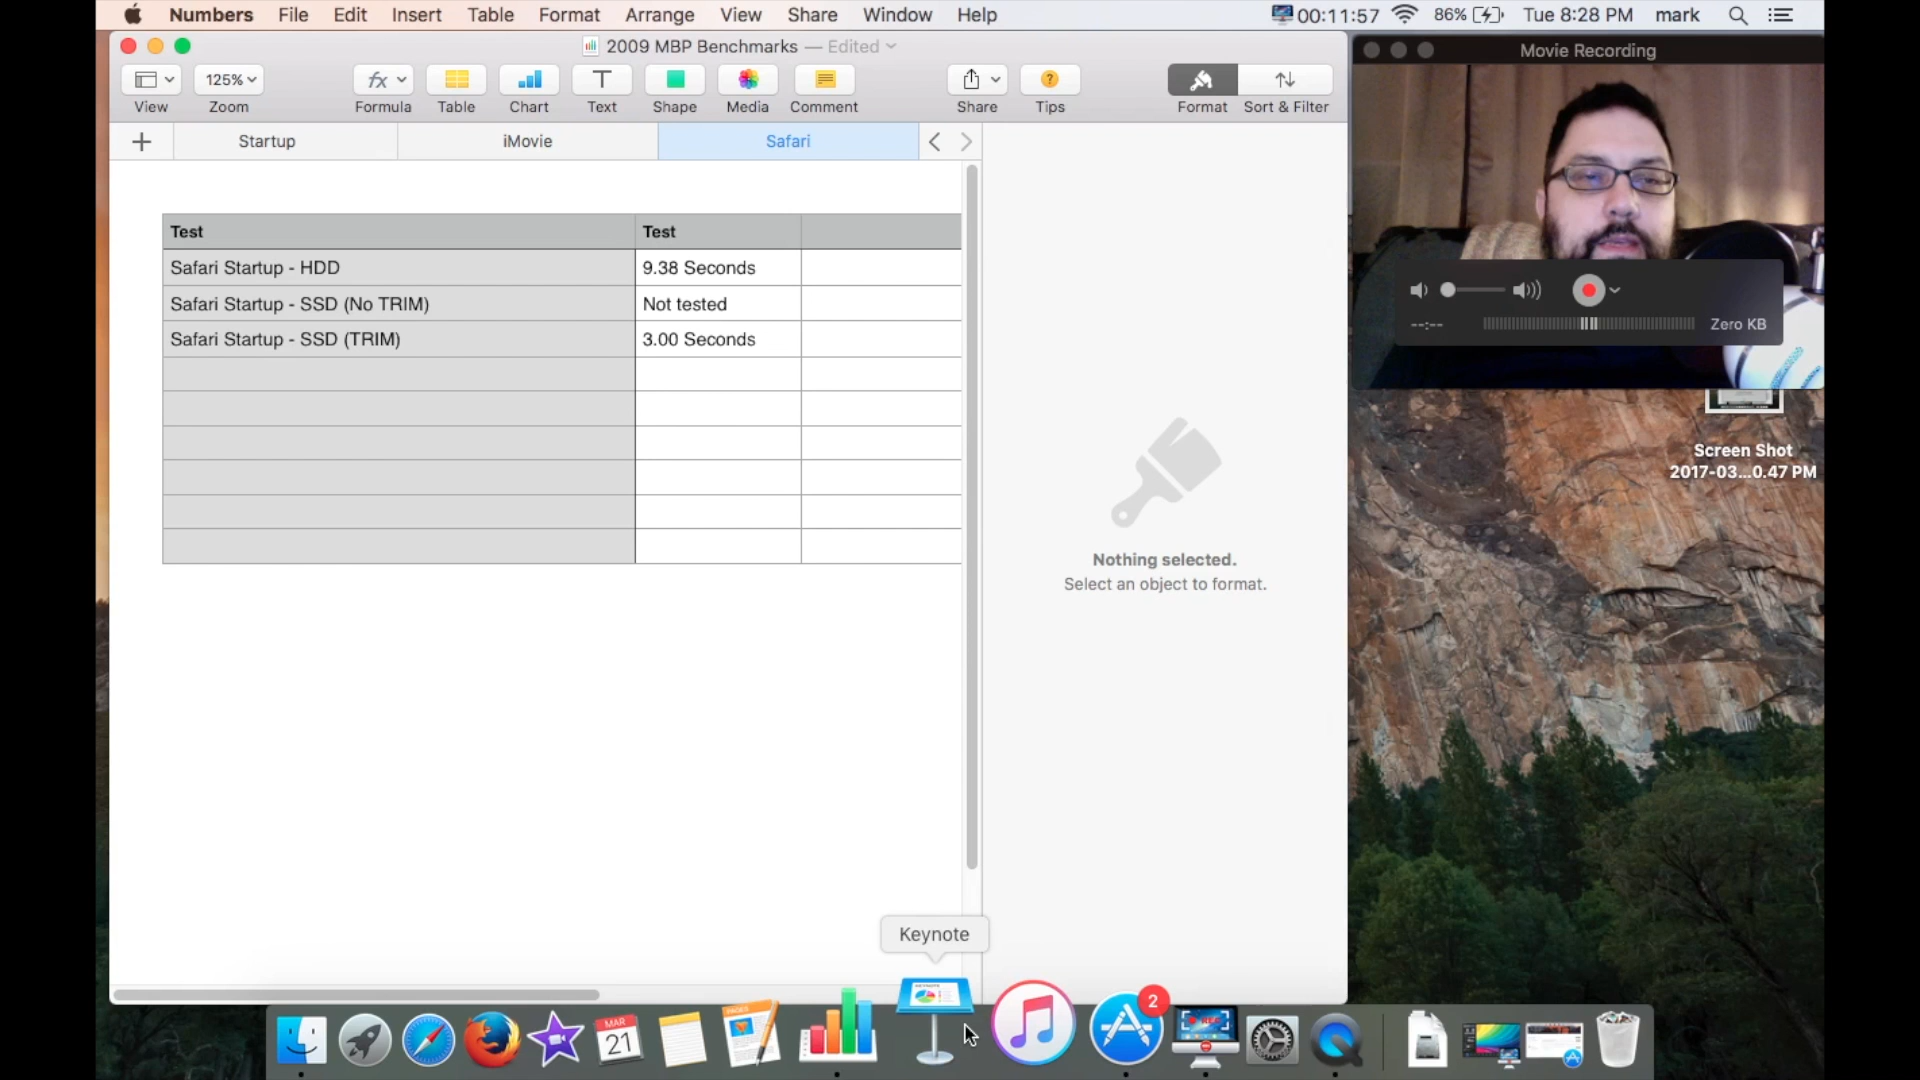 Numbers File Edit Insert Table Format Arrange View Share Window Help 00:11:57 86% Tue 8:28 PM mark
2009 MBP Benchmarks — Edited
Movie Recording
125% fx T ?
View Zoom Formula Table Chart Text Shape Media Comment Share Tips Format Sort & Filter
+ Startup iMovie Safari
Test Test
Safari Startup - HDD 9.38 Seconds
Safari Startup - SSD (No TRIM) Not tested
Safari Startup - SSD (TRIM) 3.00 Seconds
--:-- Zero KB
Screen Shot
2017-03...0.47 PM
Nothing selected.
Select an object to format.
Keynote
KEYNOTE
2
MAR
21
PAGES
REC